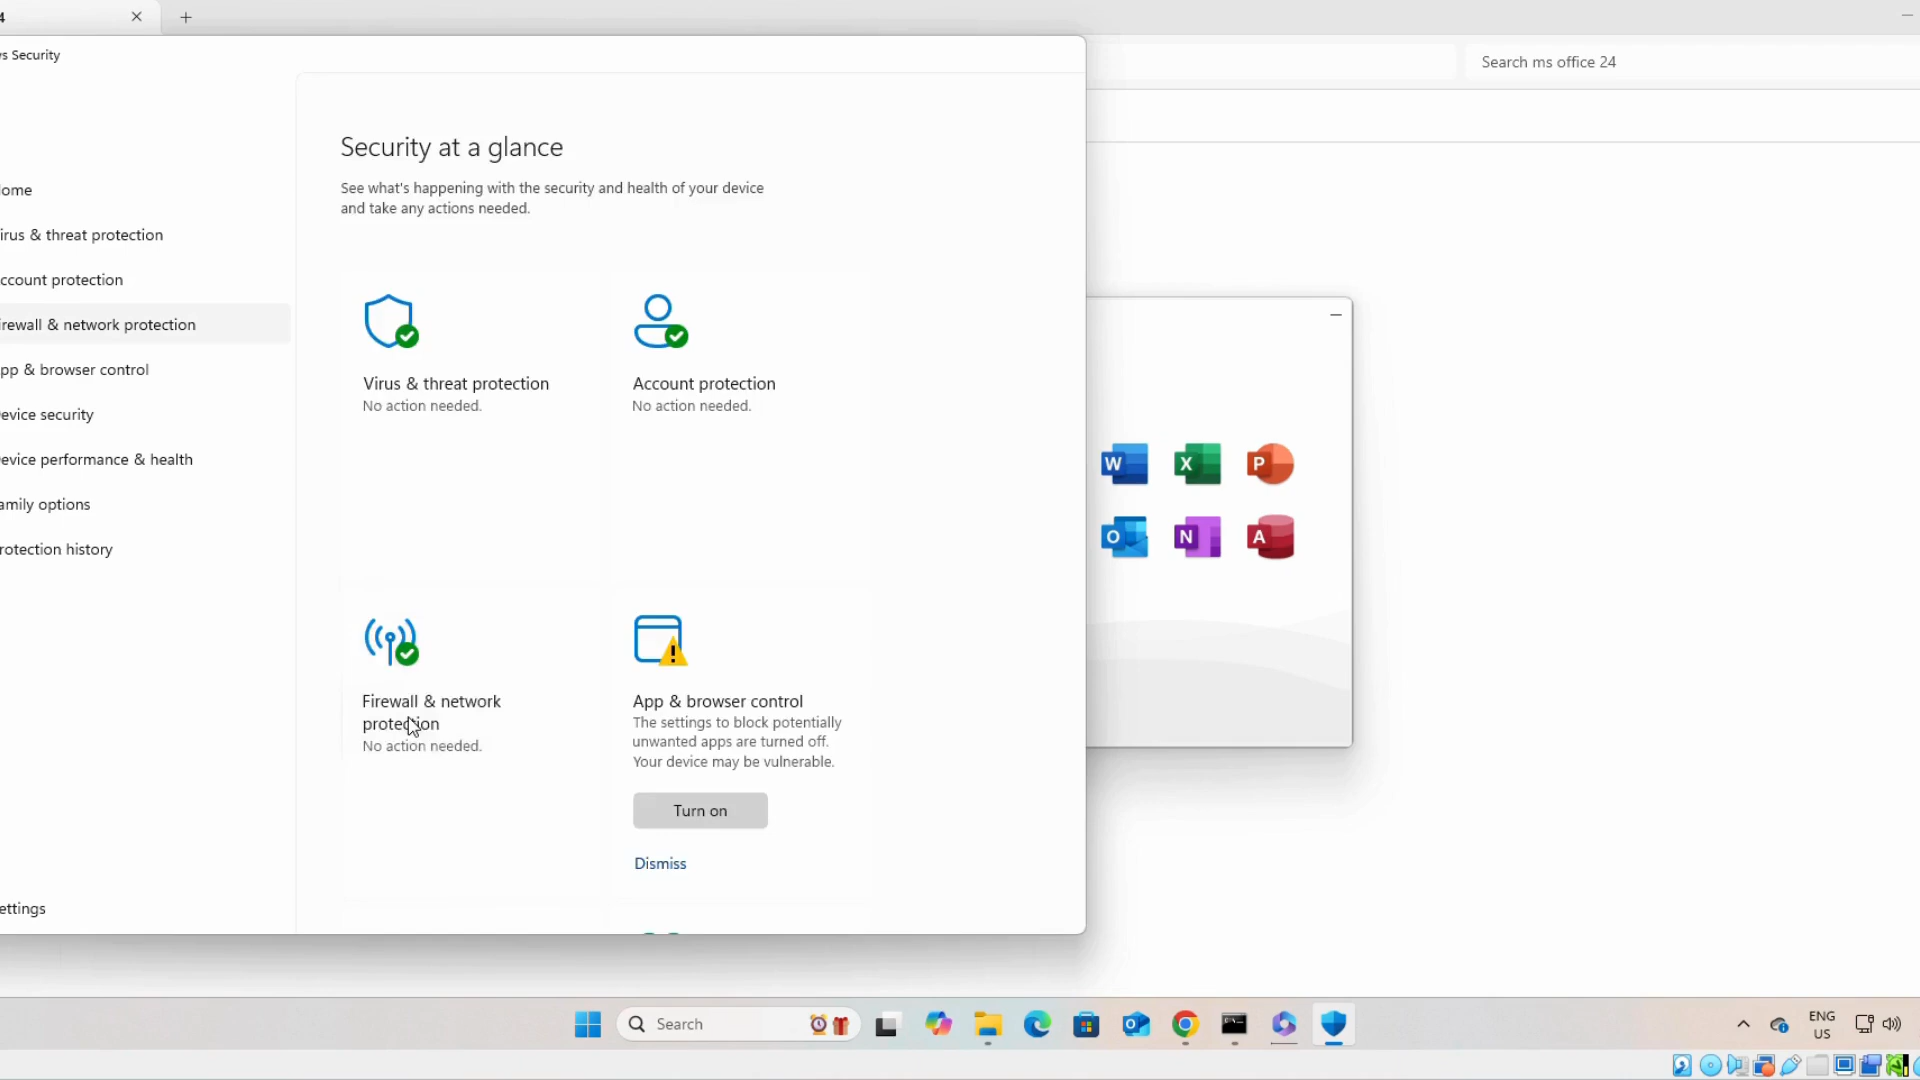 4
s Security
ome
irus & threat protection
ccount protection
irewall & network protection
pp & browser control
evice security
evice performance & health
amily options
rotection history
ettings
Security at a glance
See what's happening with the security and health of your device
and take any actions needed.
Virus & threat protection
No action needed.
Account protection
No action needed.
Firewall & network
protection
No action needed.
App & browser control
The settings to block potentially
unwanted apps are turned off.
Your device may be vulnerable.
Turn on
Dismiss
Search ms office 24
W X P
O N A
Search
ENG
US